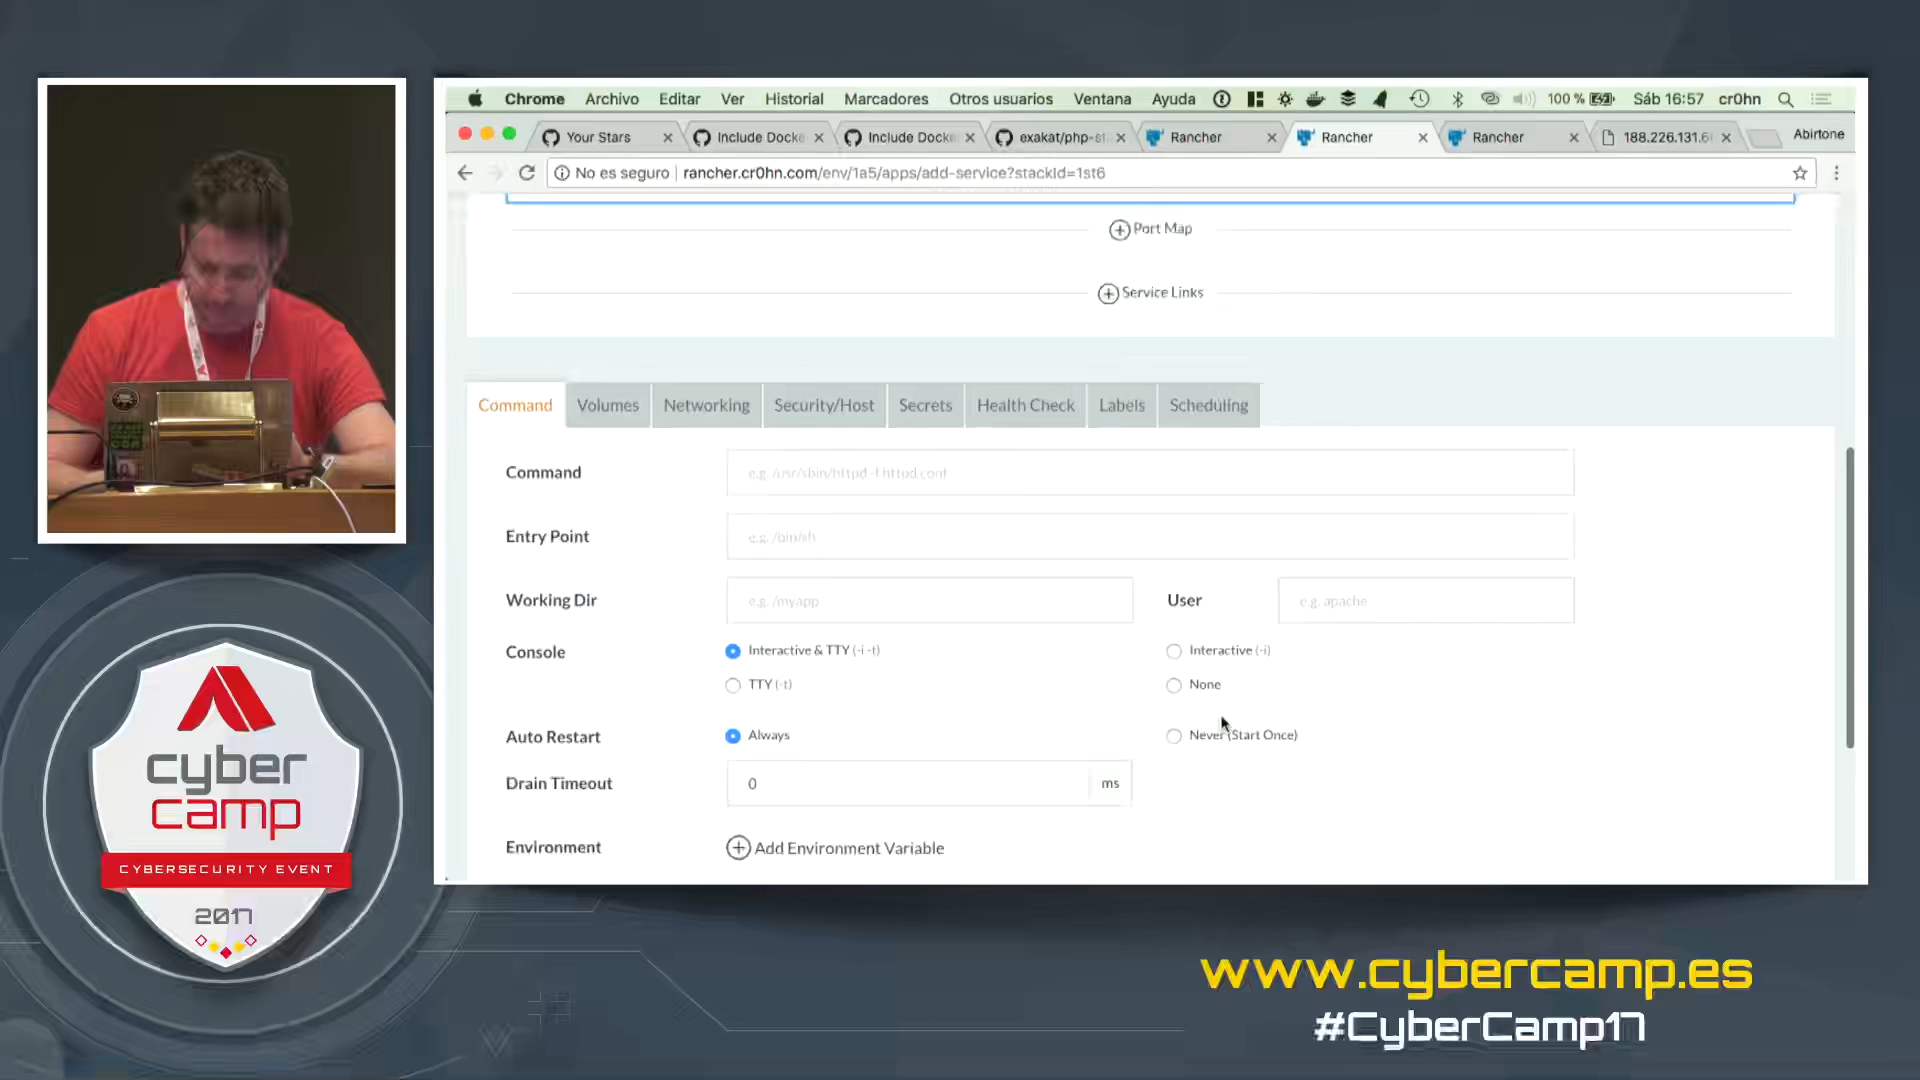 Chrome Archivo Editar Ver Historial Marcadores Otros usuarios Ventana Ayuda 100 % Sáb 16:57 cr0hn
Your Stars Include Docke Include Docke exakat/php-st Rancher Rancher Rancher 188.226.131.6 Abirtone
No es seguro rancher.cr0hn.com/env/1a5/apps/add-service?stackId=1st6
Port Map
Service Links
Command Volumes Networking Security/Host Secrets Health Check Labels Scheduling
Command e.g. /usr/sbin/httpd -f httpd.conf
Entry Point e.g. /bin/sh
Working Dir e.g. /myapp User e.g. apache
Console Interactive & TTY (-i -t) Interactive (-i)
TTY (-t) None
Auto Restart Always Never (Start Once)
Drain Timeout 0 ms
Environment Add Environment Variable
cyber
camp
CYBERSECURITY EVENT
2017
www.cybercamp.es
#CyberCamp17